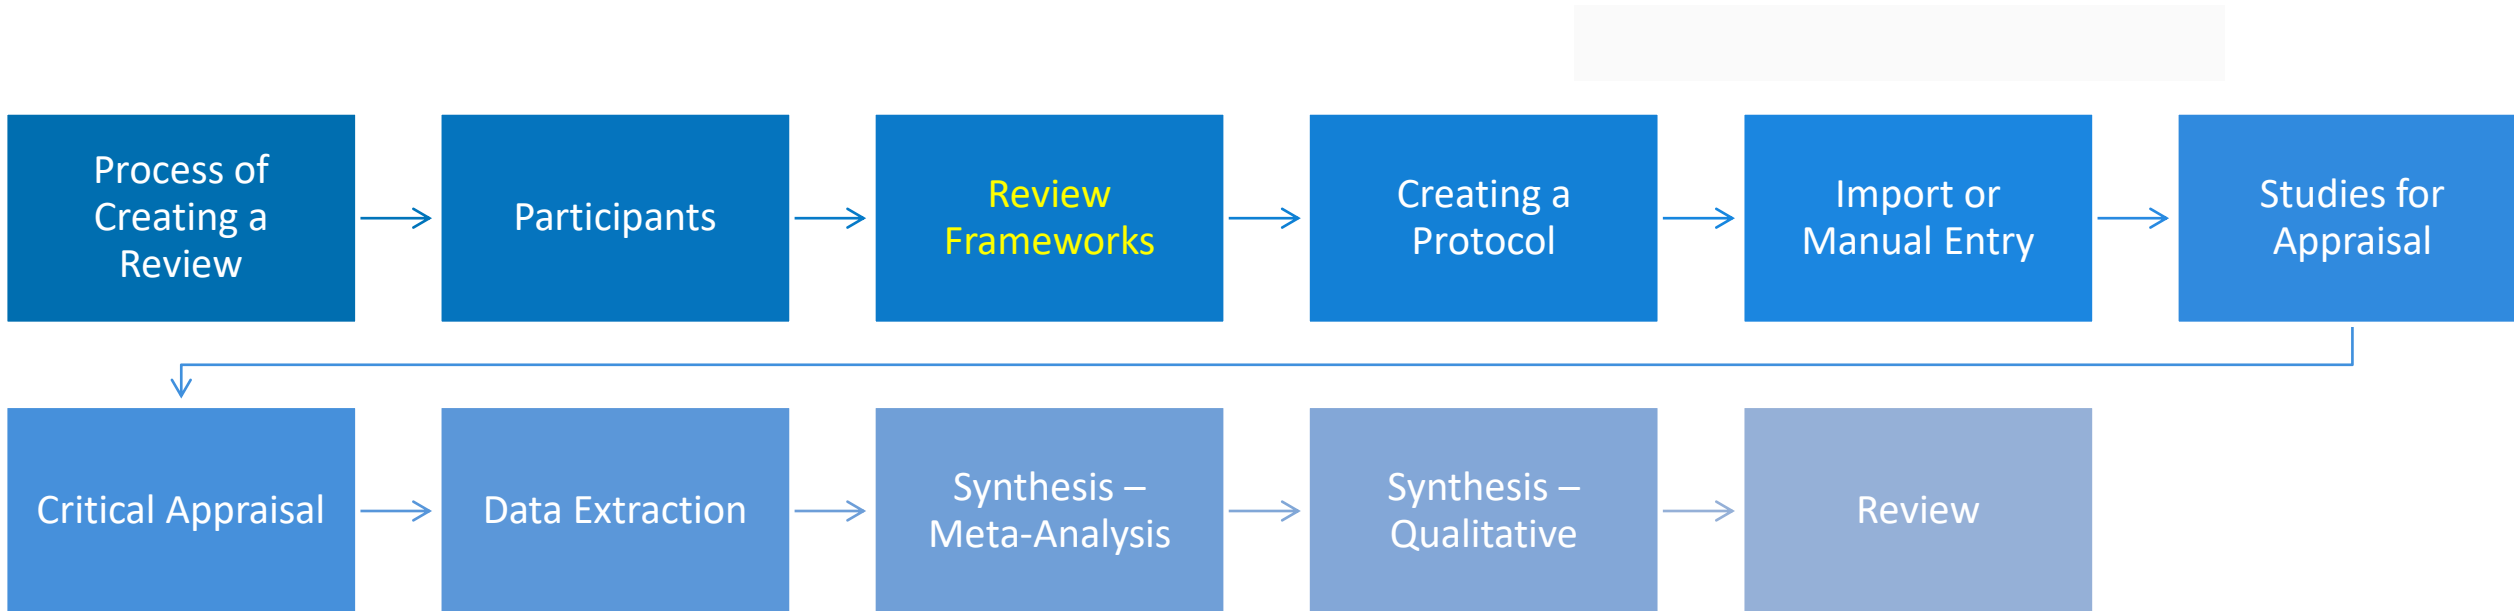 Process of
Creating a
Review
Participants
Review
Frameworks
Creating a
Protocol
Import or
Manual Entry
Studies for
Appraisal
Critical Appraisal
Data Extraction
Synthesis –
Meta-Analysis
Synthesis –
Qualitative
Review